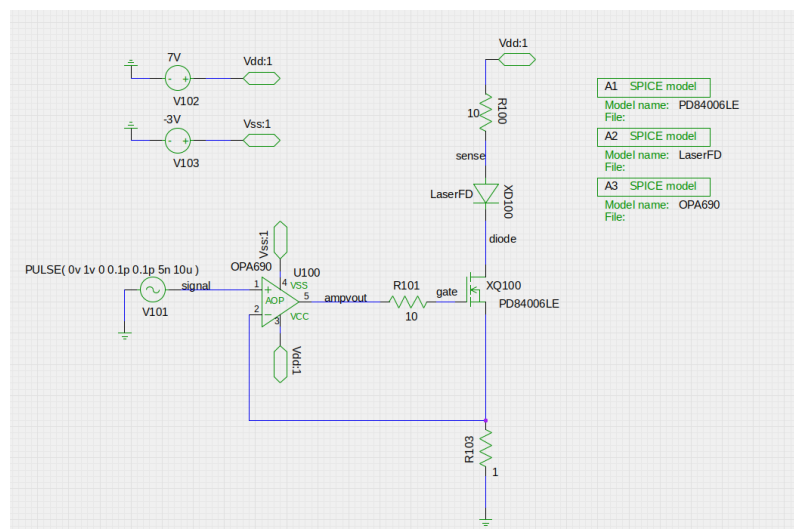 7V
Vdd:1
V102
-3V
Vss:1
V103
Vdd:1
10
R100
sense
LaserFD
XD100
diode
A1 SPICE model
Model name: PD84006LE
File:
A2 SPICE model
Model name: LaserFD
File:
A3 SPICE model
Model name: OPA690
File:
PULSE( 0v 1v 0 0.1p 0.1p 5n 10u )
signal
V101
Vss:1
OPA690
U100
4
VSS
1
+
AOP
5
2
-
VCC
3
ampvout
Vdd:1
R101
10
gate
XQ100
PD84006LE
R103
1